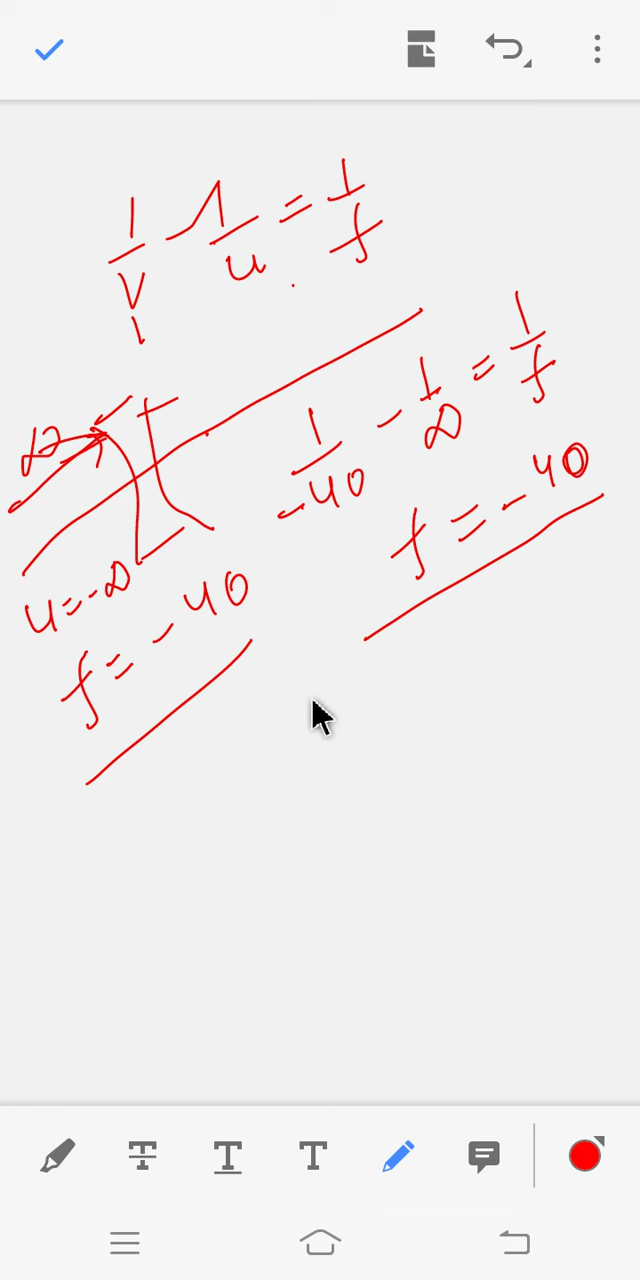 1/v - 1/u = 1/f
∞
1/-40 - 1/∞ = 1/f
u = -∞
f = -40
f = -40
T T T